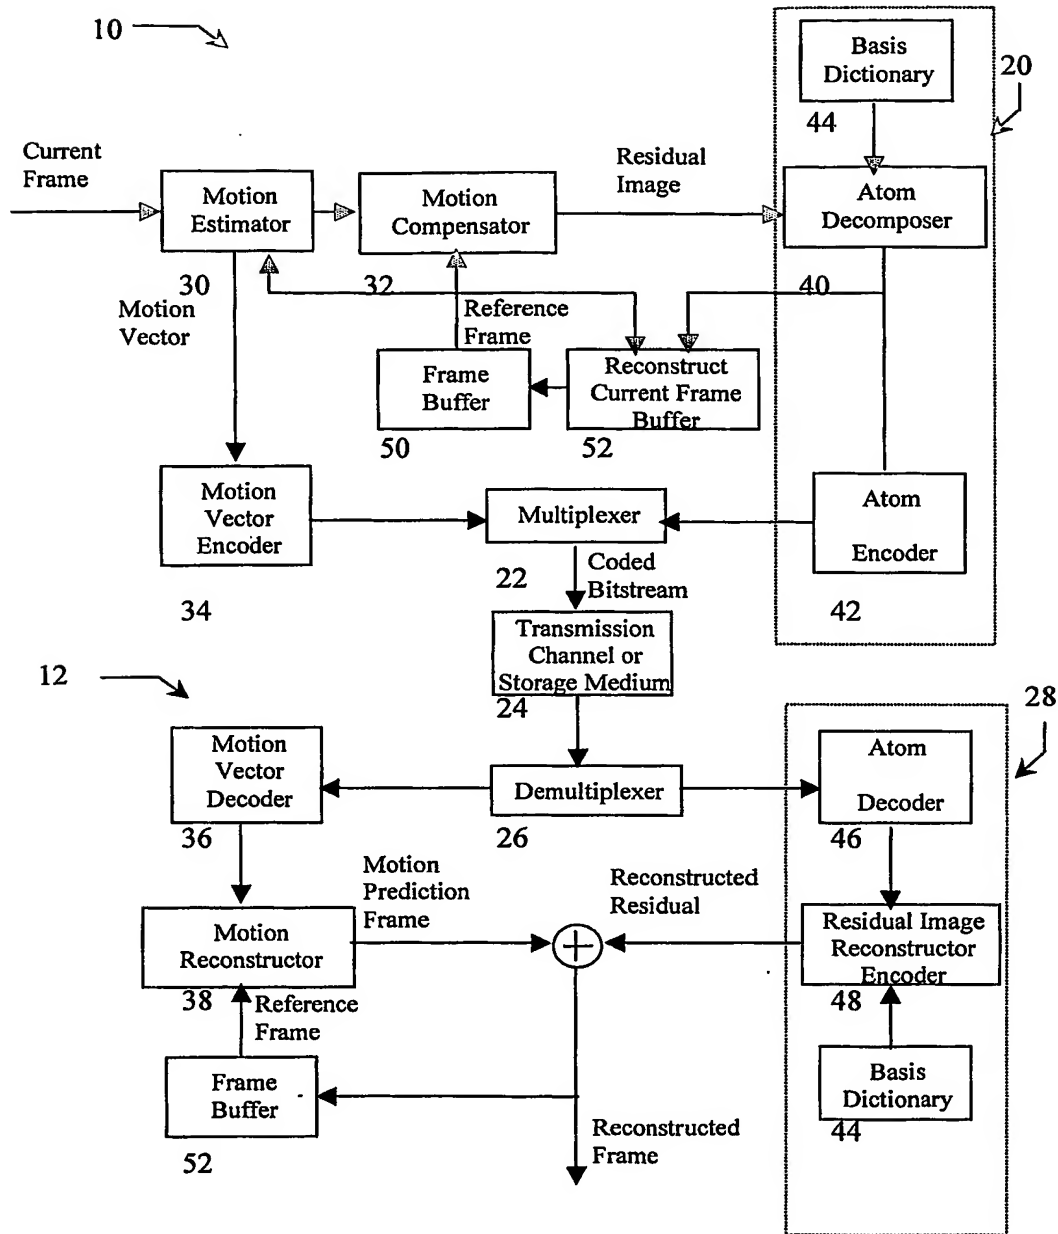 10
Basis
Dictionary
20
44
Current
Frame
Residual
Image
Motion
Estimator
Motion
Compensator
Atom
Decomposer
30
32
40
Motion
Vector
Reference
Frame
Frame
Buffer
Reconstruct
Current Frame
Buffer
50
52
Motion
Vector
Encoder
Multiplexer
Atom
Encoder
22
Coded
Bitstream
34
42
Transmission
Channel or
Storage Medium
12
24
28
Motion
Vector
Decoder
Demultiplexer
Atom
Decoder
36
26
46
Motion
Prediction
Frame
Reconstructed
Residual
Motion
Reconstructor
Residual Image
Reconstructor
Encoder
38
Reference
Frame
48
Frame
Buffer
Basis
Dictionary
44
52
Reconstructed
Frame